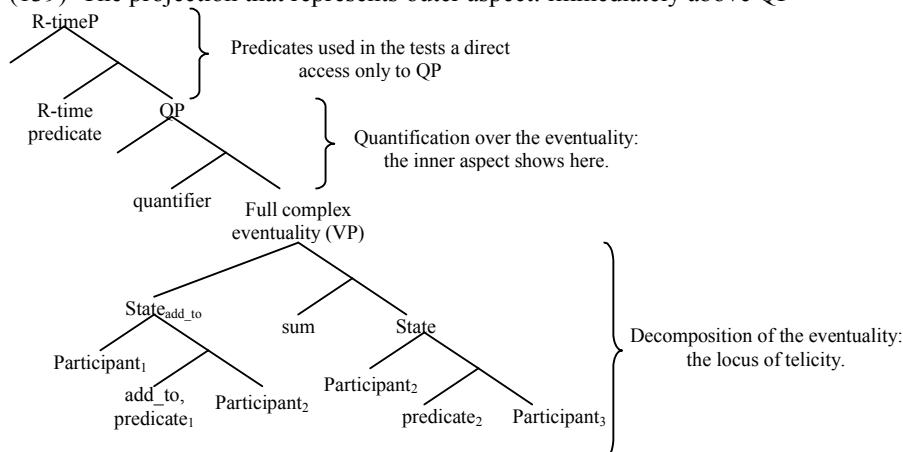 (159) The projection that represents outer aspect: immediately above QP
R-timeP
Predicates used in the tests a direct
access only to QP
R-time
predicate
QP
Quantification over the eventuality:
the inner aspect shows here.
quantifier
Full complex
eventuality (VP)
State_add_to
sum
State
Decomposition of the eventuality:
the locus of telicity.
Participant₁
add_to,
predicate₁
Participant₂
Participant₂
predicate₂
Participant₃